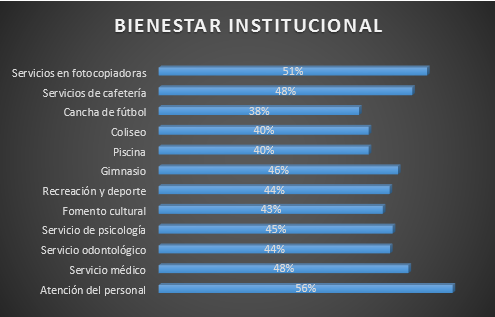 BIENESTAR INSTITUCIONAL
Servicios en fotocopiadoras 51%
Servicios de cafetería 48%
Cancha de fútbol 38%
Coliseo 40%
Piscina 40%
Gimnasio 46%
Recreación y deporte 44%
Fomento cultural 43%
Servicio de psicología 45%
Servicio odontológico 44%
Servicio médico 48%
Atención del personal 56%